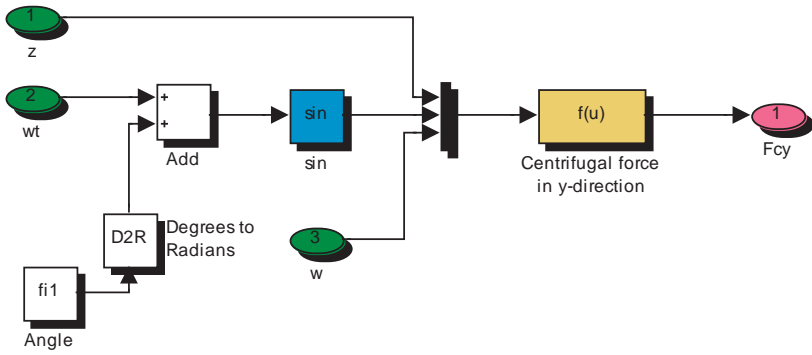 1
z
2
wt
+
+
Add
sin
sin
f(u)
Centrifugal force
in y-direction
1
Fcy
D2R
Degrees to
Radians
3
w
fi1
Angle